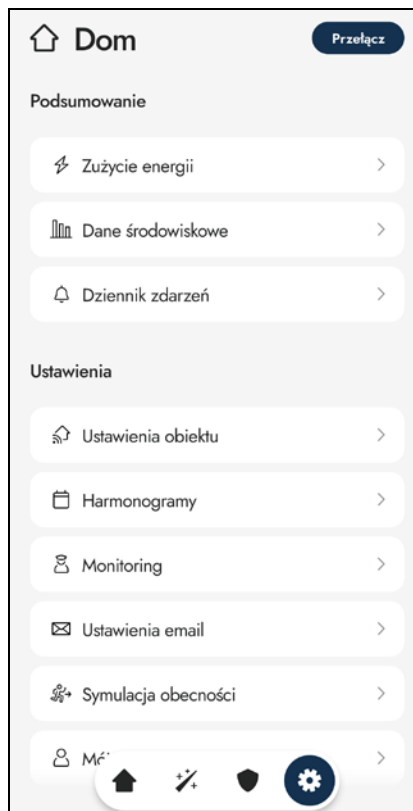 Dom
Przełącz
Podsumowanie
Zużycie energii
Dane środowiskowe
Dziennik zdarzeń
Ustawienia
Ustawienia obiektu
Harmonogramy
Monitoring
Ustawienia email
Symulacja obecności